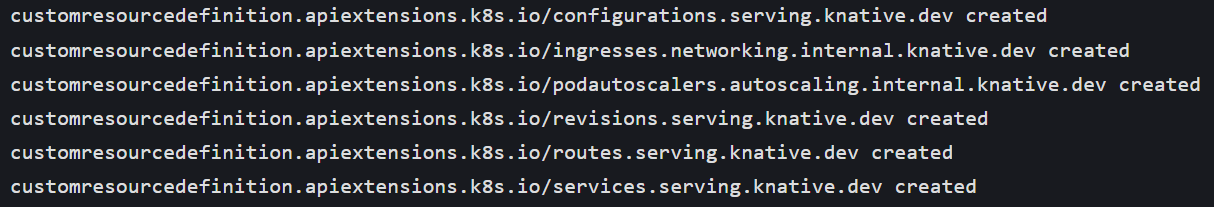 customresourcedefinition.apiextensions.k8s.io/configurations.serving.knative.dev created
customresourcedefinition.apiextensions.k8s.io/ingresses.networking.internal.knative.dev created
customresourcedefinition.apiextensions.k8s.io/podautoscalers.autoscaling.internal.knative.dev created
customresourcedefinition.apiextensions.k8s.io/revisions.serving.knative.dev created
customresourcedefinition.apiextensions.k8s.io/routes.serving.knative.dev created
customresourcedefinition.apiextensions.k8s.io/services.serving.knative.dev created